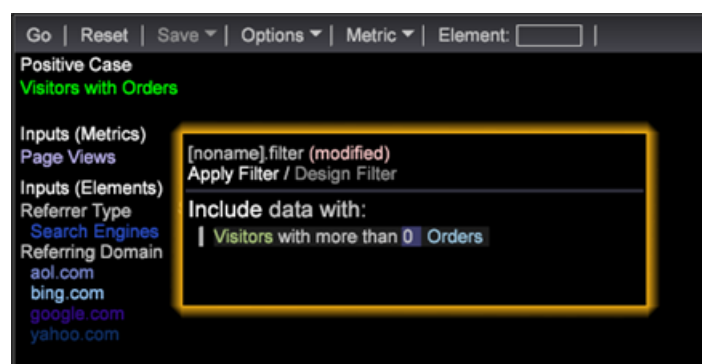 Go | Reset | Save | Options | Metric | Element: |
Positive Case
Visitors with Orders
Inputs (Metrics)
Page Views
Inputs (Elements)
Referrer Type
Search Engines
Referring Domain
aol.com
bing.com
google.com
yahoo.com
[noname].filter (modified)
Apply Filter / Design Filter
Include data with:
Visitors with more than 0 Orders